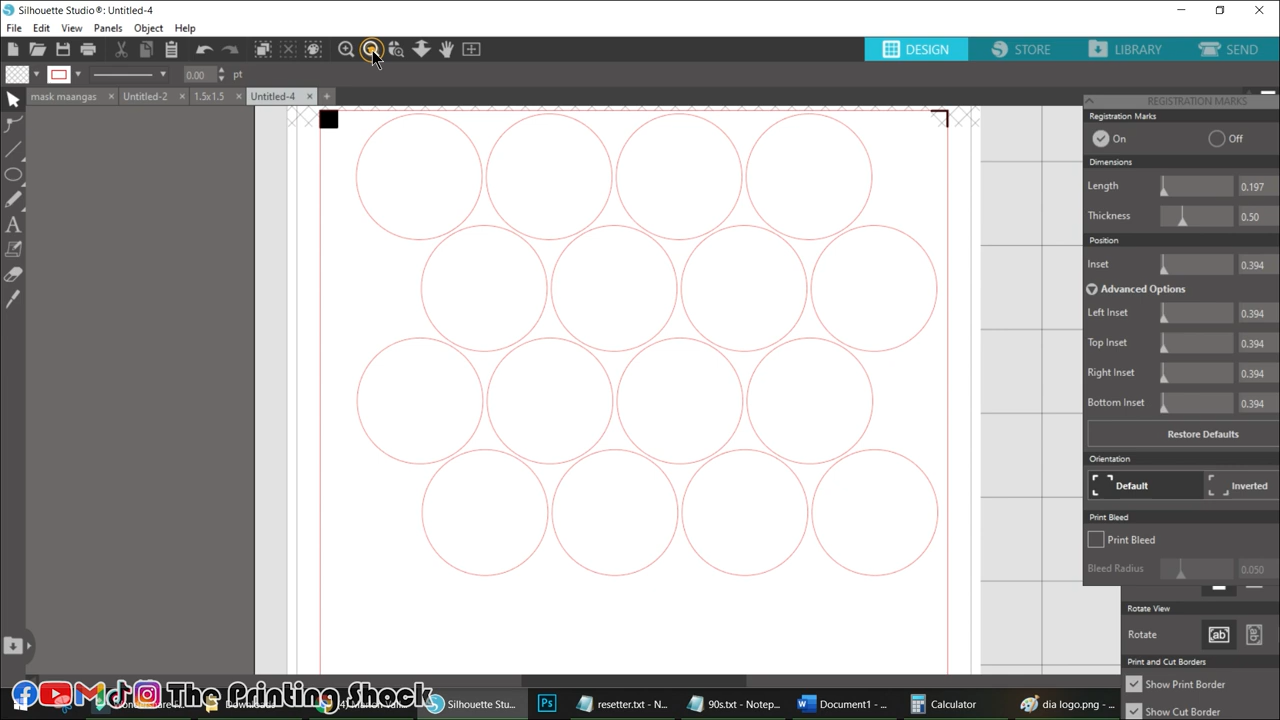 Silhouette Studio®: Untitled-4
File Edit View Panels Object Help
DESIGN STORE LIBRARY SEND
0.00 pt
mask maangas × Untitled-2 × 1.5x1.5 × Untitled-4 × +
REGISTRATION MARKS
Registration Marks
On Off
Dimensions
Length 0.197
Thickness 0.50
Position
Inset 0.394
Advanced Options
Left Inset 0.394
Top Inset 0.394
Right Inset 0.394
Bottom Inset 0.394
Restore Defaults
Orientation
Default Inverted
Print Bleed
Print Bleed
Bleed Radius 0.050
Rotate View
Rotate ab ab
Print and Cut Borders
Show Print Border
Show Cut Border
The Printing Shock
Silhouette Stu... Ps resetter.txt - N... 90s.txt - Notep... Document1 - ... Calculator dia logo.png - ...